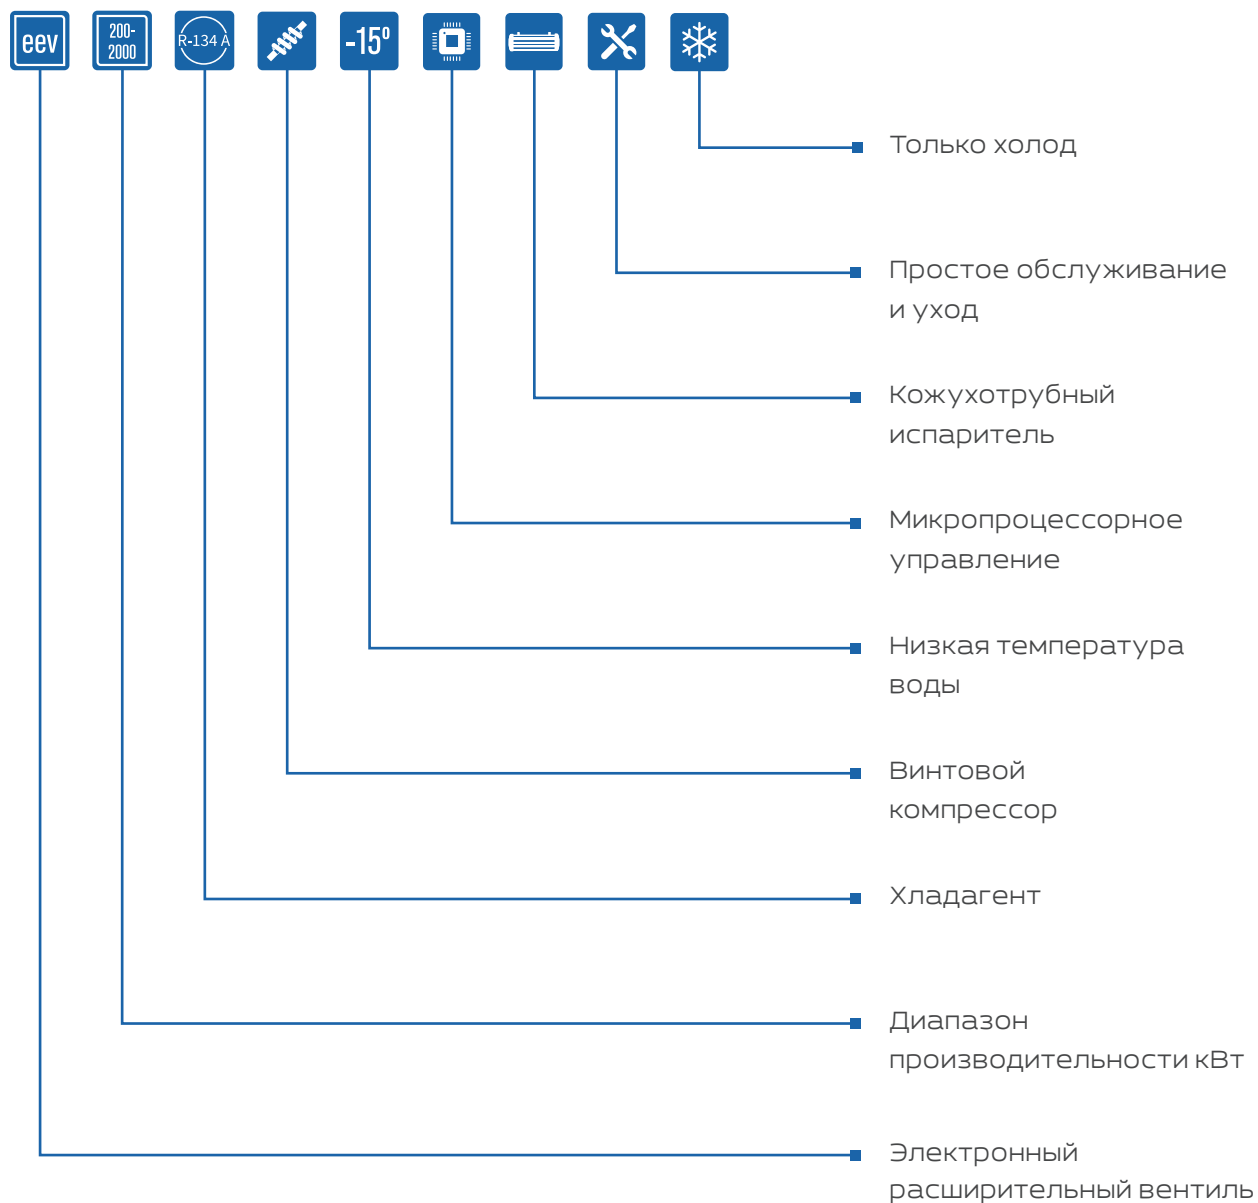 eev
200-
2000
R-134 A
-15º
Только холод
Простое обслуживание
и уход
Кожухотрубный
испаритель
Микропроцессорное
управление
Низкая температура
воды
Винтовой
компрессор
Хладагент
Диапазон
производительности кВт
Электронный
расширительный вентиль